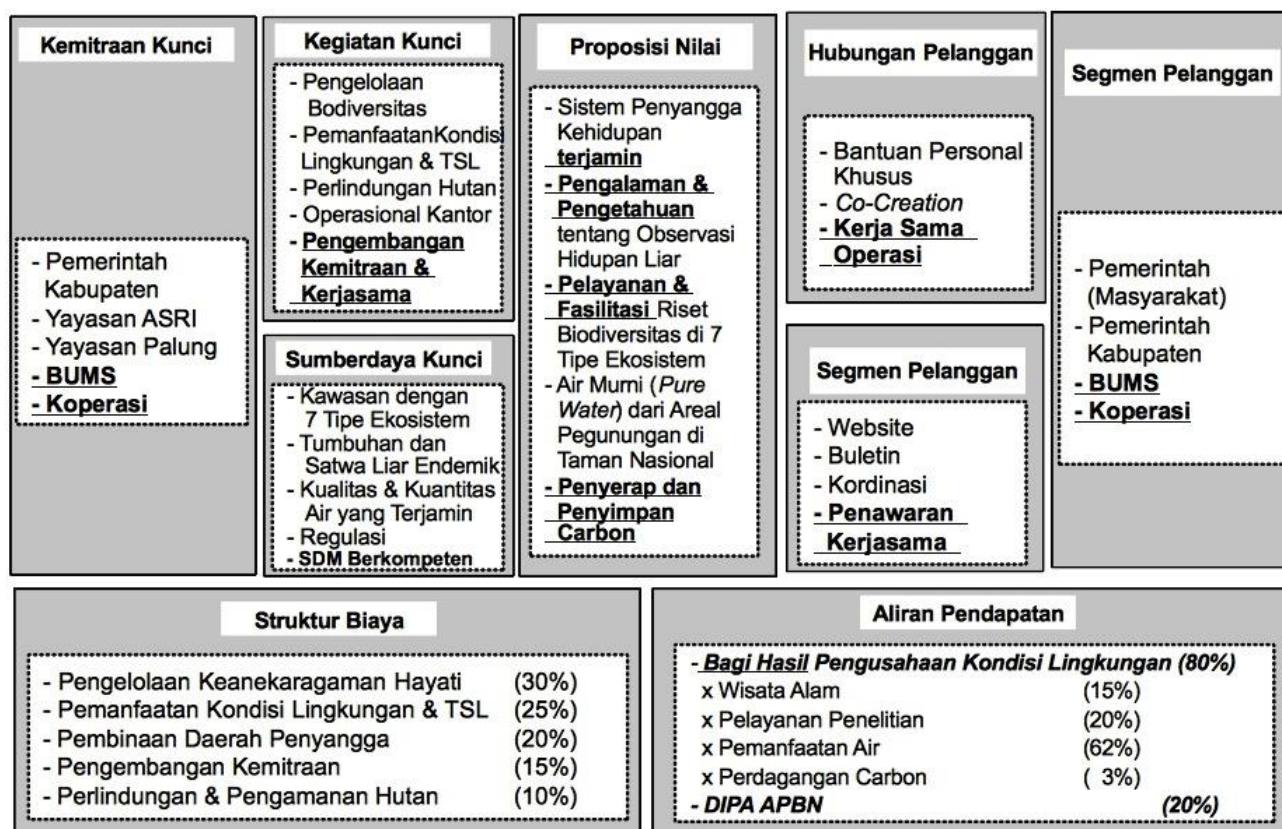 Kemitraan Kunci
- Pemerintah
Kabupaten
- Yayasan ASRI
- Yayasan Palung
- BUMS
- Koperasi
Kegiatan Kunci
- Pengelolaan
Bodiversitas
- PemanfaatanKondisi
Lingkungan & TSL
- Perlindungan Hutan
- Operasional Kantor
- Pengembangan
Kemitraan &
Kerjasama
Sumberdaya Kunci
- Kawasan dengan
7 Tipe Ekosistem
- Tumbuhan dan
Satwa Liar Endemik
- Kualitas & Kuantitas
Air yang Terjamin
- Regulasi
- SDM Berkompeten
Proposisi Nilai
- Sistem Penyangga
Kehidupan
terjamin
- Pengalaman &
Pengetahuan
tentang Observasi
Hidupan Liar
- Pelayanan &
Fasilitasi Riset
Biodiversitas di 7
Tipe Ekosistem
- Air Murni (Pure
Water) dari Areal
Pegunungan di
Taman Nasional
- Penyerap dan
Penyimpan
Carbon
Hubungan Pelanggan
- Bantuan Personal
Khusus
- Co-Creation
- Kerja Sama
Operasi
Segmen Pelanggan
- Website
- Buletin
- Kordinasi
- Penawaran
Kerjasama
Segmen Pelanggan
- Pemerintah
(Masyarakat)
- Pemerintah
Kabupaten
- BUMS
- Koperasi
Struktur Biaya
- Pengelolaan Keanekaragaman Hayati (30%)
- Pemanfaatan Kondisi Lingkungan & TSL (25%)
- Pembinaan Daerah Penyangga (20%)
- Pengembangan Kemitraan (15%)
- Perlindungan & Pengamanan Hutan (10%)
Aliran Pendapatan
- Bagi Hasil Pengusahaan Kondisi Lingkungan (80%)
x Wisata Alam (15%)
x Pelayanan Penelitian (20%)
x Pemanfaatan Air (62%)
x Perdagangan Carbon ( 3%)
- DIPA APBN (20%)